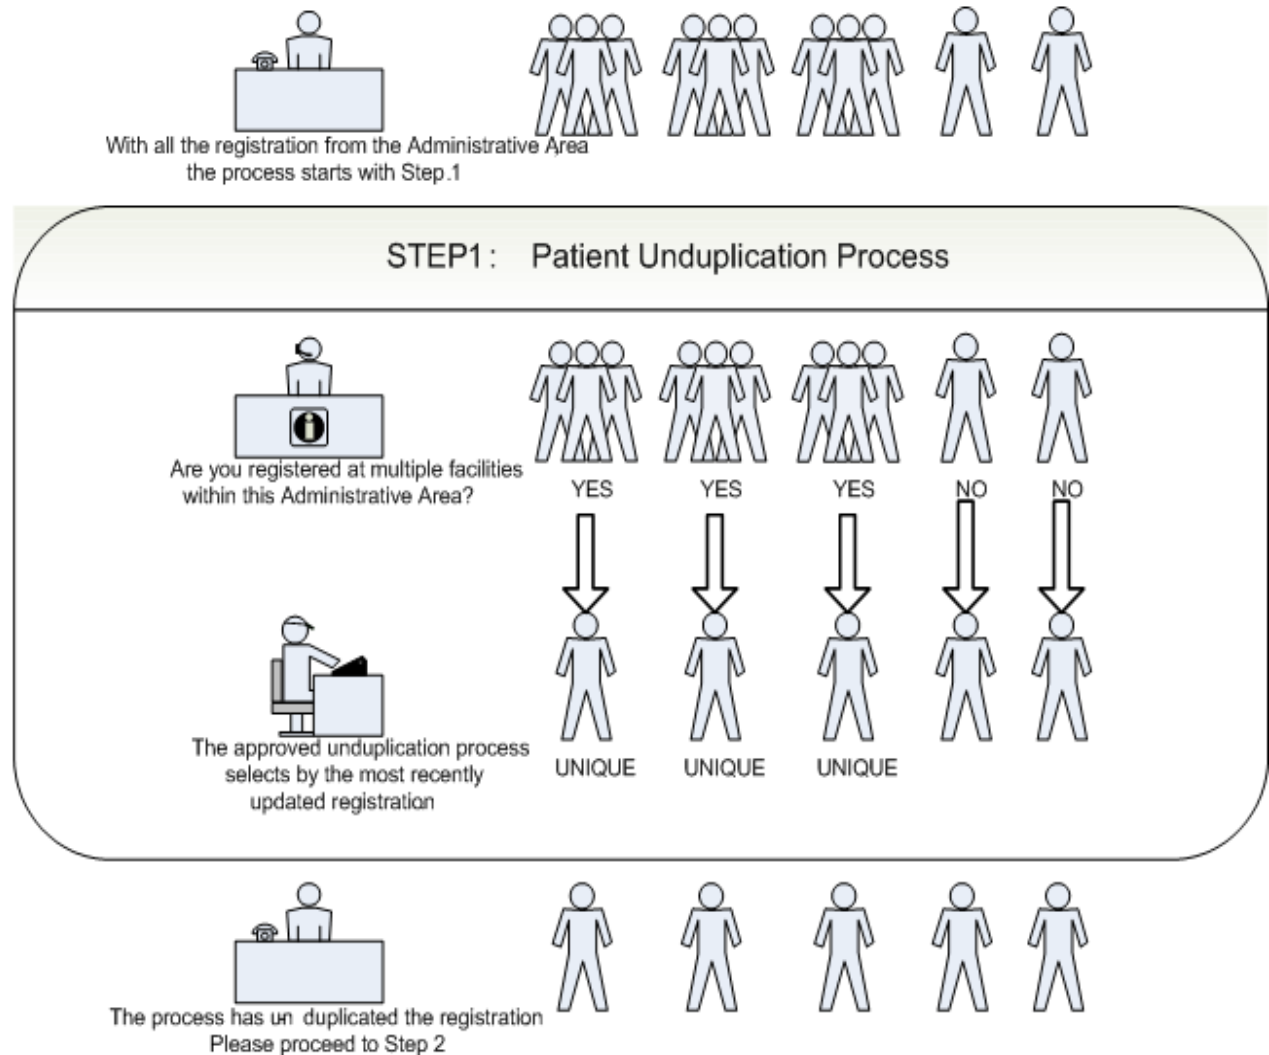 With all the registration from the Administrative Area
the process starts with Step.1
STEP1: Patient Unduplication Process
Are you registered at multiple facilities
within this Administrative Area?
YES YES YES NO NO
The approved unduplication process
selects by the most recently
updated registration
UNIQUE UNIQUE UNIQUE
The process has un duplicated the registration
Please proceed to Step 2